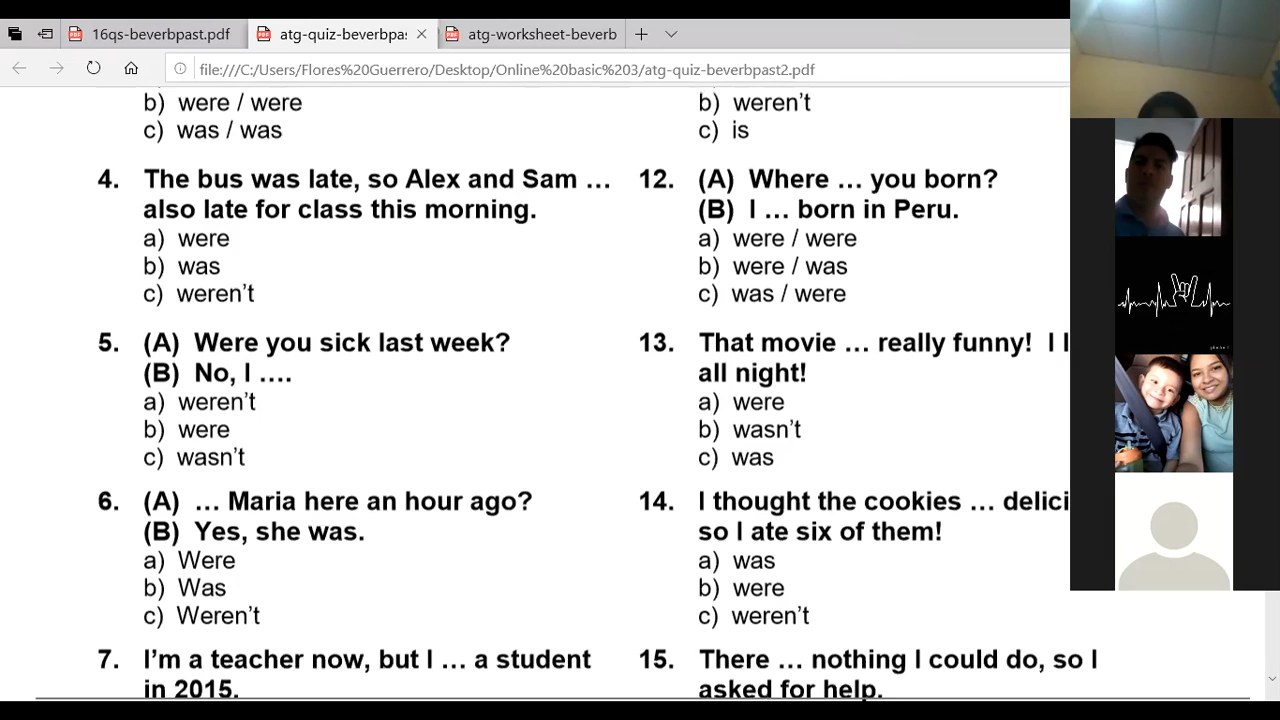 16qs-beverbpast.pdf
atg-quiz-beverbpas
atg-worksheet-beverb
file:///C:/Users/Flores%20Guerrero/Desktop/Online%20basic%203/atg-quiz-beverbpast2.pdf
b) were / were
c) was / was
4. The bus was late, so Alex and Sam …
also late for class this morning.
a) were
b) was
c) weren't
5. (A) Were you sick last week?
(B) No, I ….
a) weren't
b) were
c) wasn't
6. (A) … Maria here an hour ago?
(B) Yes, she was.
a) Were
b) Was
c) Weren't
7. I'm a teacher now, but I … a student
in 2015.
b) weren't
c) is
12. (A) Where … you born?
(B) I … born in Peru.
a) were / were
b) were / was
c) was / were
13. That movie … really funny! I l
all night!
a) were
b) wasn't
c) was
14. I thought the cookies … delici
so I ate six of them!
a) was
b) were
c) weren't
15. There … nothing I could do, so I
asked for help.